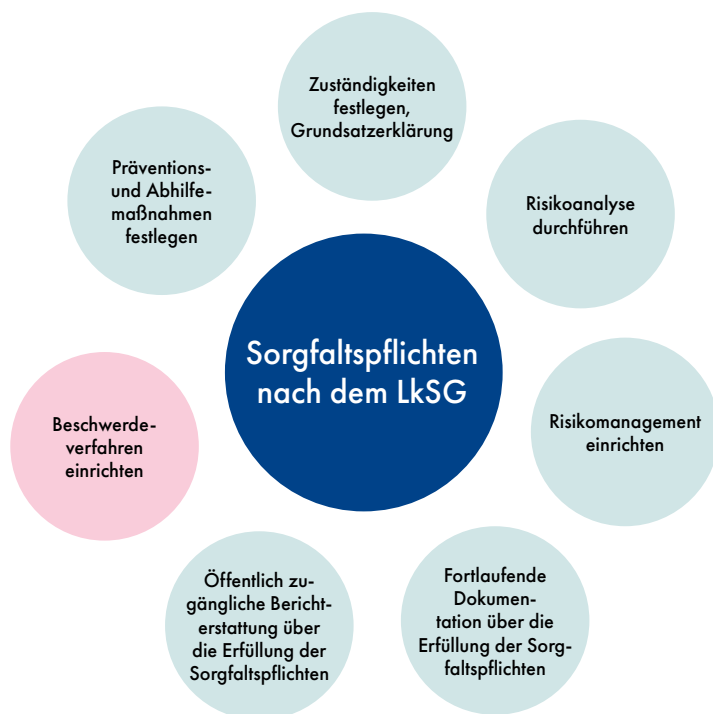 Zuständigkeiten
festlegen,
Grundsatzerklärung
Präventions-
und Abhilfe-
maßnahmen
festlegen
Risikoanalyse
durchführen
Sorgfaltspflichten
nach dem LkSG
Beschwerde-
verfahren
einrichten
Risikomanagement
einrichten
Öffentlich zu-
gängliche Bericht-
erstattung über
die Erfüllung der
Sorgfaltspflichten
Fortlaufende
Dokumen-
tation über die
Erfüllung der Sorg-
faltspflichten